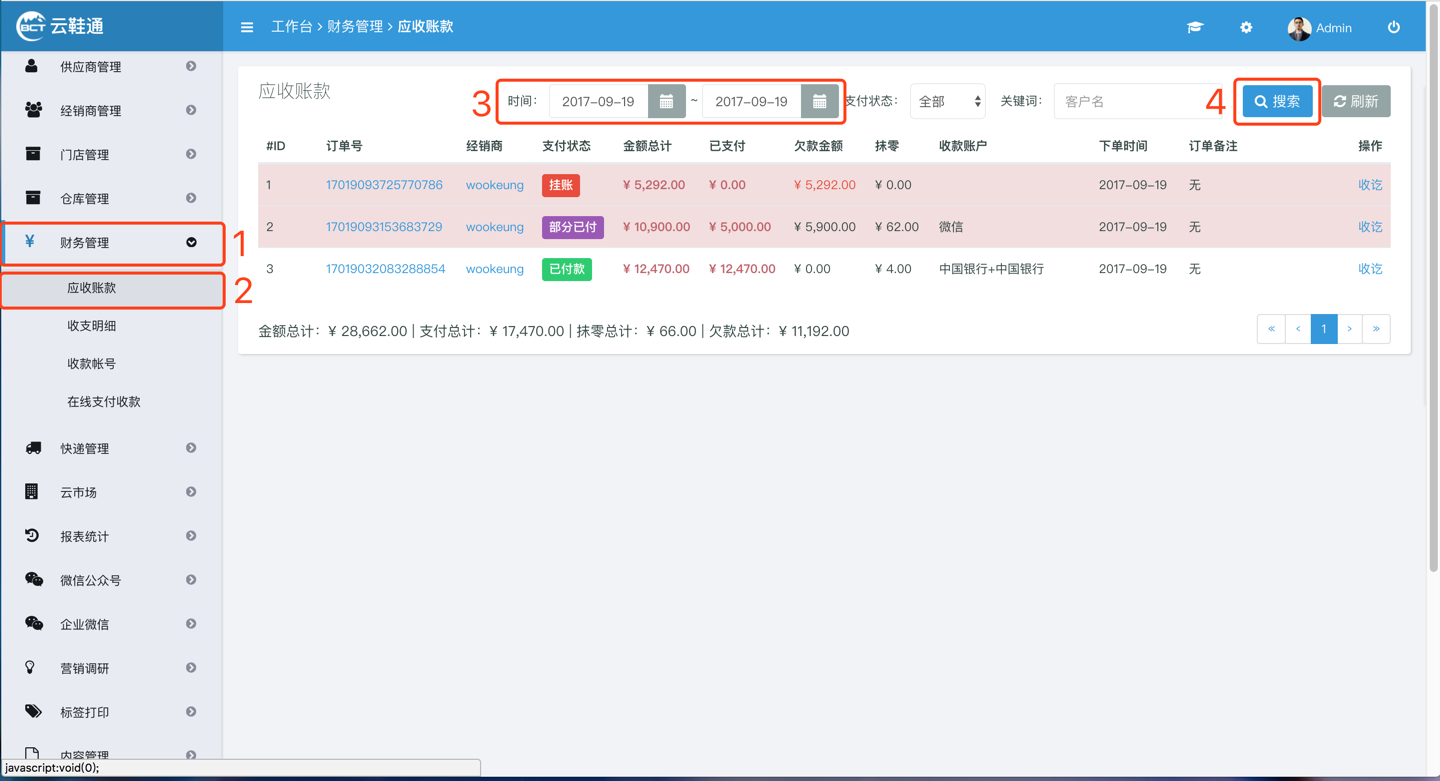 BCT 云鞋通
工作台 > 财务管理 > 应收账款
Admin
供应商管理
经销商管理
门店管理
仓库管理
¥ 财务管理 1
应收账款 2
收支明细
收款帐号
在线支付收款
快递管理
云市场
报表统计
微信公众号
企业微信
营销调研
标签打印
内容管理
应收账款
3 时间: 2017-09-19 ~ 2017-09-19 支付状态: 全部 关键词: 客户名 4 搜索 刷新
#ID 订单号 经销商 支付状态 金额总计 已支付 欠款金额 抹零 收款账户 下单时间 订单备注 操作
1 17019093725770786 wookeung 挂账 ¥ 5,292.00 ¥ 0.00 ¥ 5,292.00 ¥ 0.00 2017-09-19 无 收讫
2 17019093153683729 wookeung 部分已付 ¥ 10,900.00 ¥ 5,000.00 ¥ 5,900.00 ¥ 62.00 微信 2017-09-19 无 收讫
3 17019032083288854 wookeung 已付款 ¥ 12,470.00 ¥ 12,470.00 ¥ 0.00 ¥ 4.00 中国银行+中国银行 2017-09-19 无 收讫
金额总计: ¥ 28,662.00 | 支付总计: ¥ 17,470.00 | 抹零总计: ¥ 66.00 | 欠款总计: ¥ 11,192.00
« ‹ 1 › »
javascript:void(0);